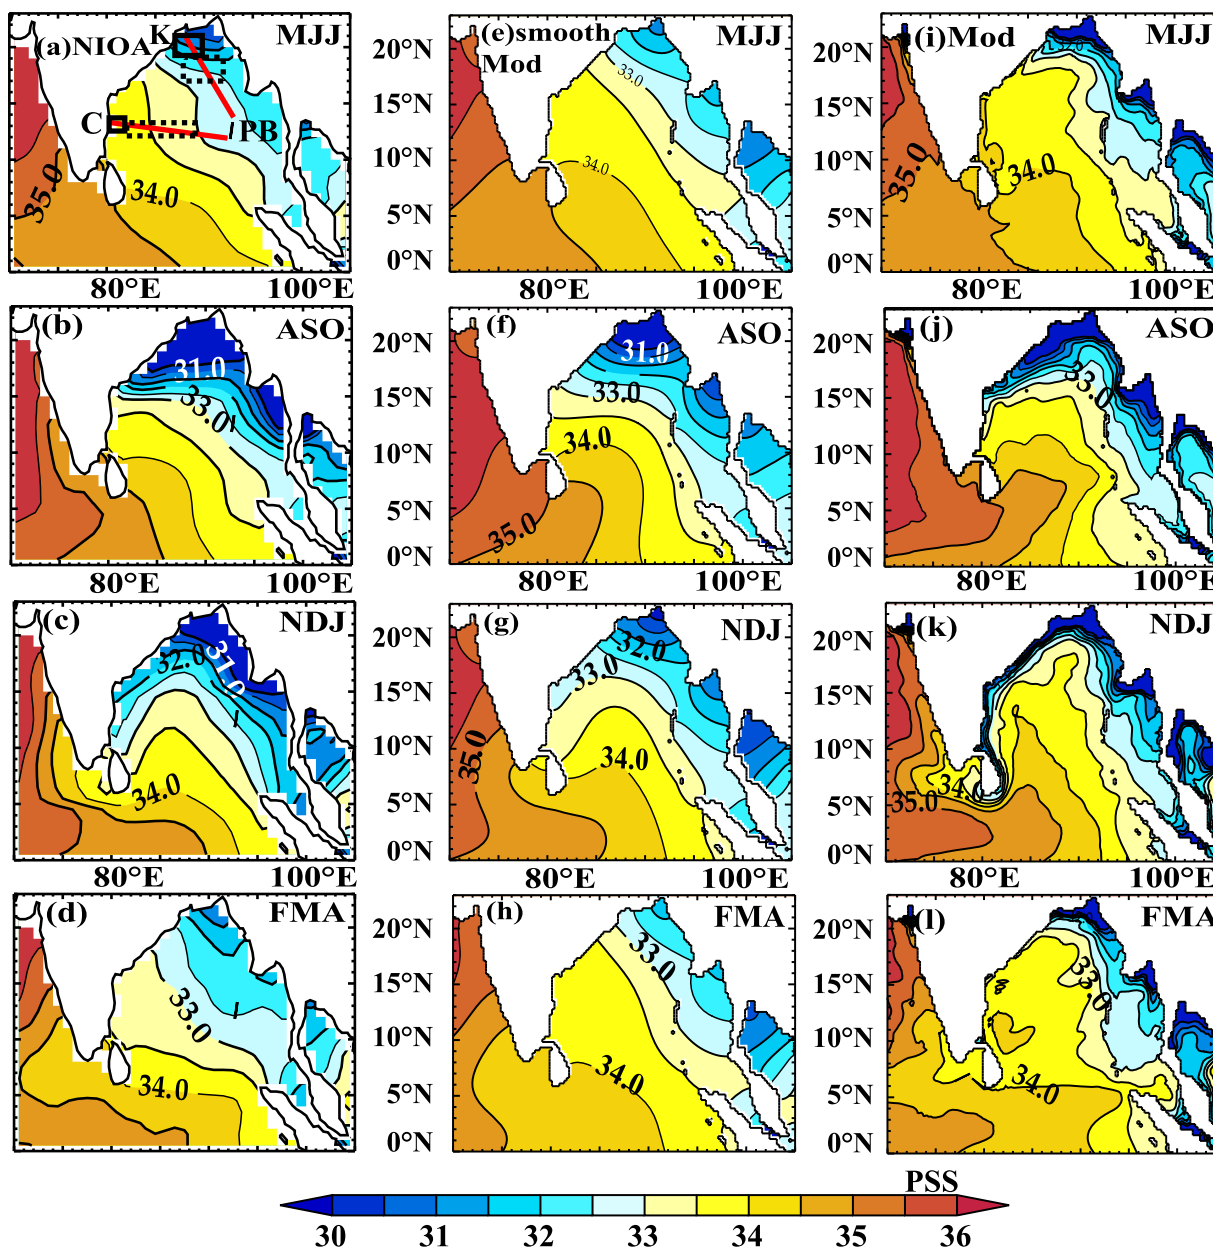 (a)NIOA K MJJ
C PB
35.0 34.0
80°E 100°E
(e)smooth Mod MJJ
33.0
34.0
20°N
15°N
10°N
5°N
0°N
80°E 100°E
(i)Mod MJJ
32.0
35.0 34.0
20°N
15°N
10°N
5°N
0°N
80°E 100°E
(b) ASO
31.0
33.0
80°E 100°E
(f) ASO
31.0
33.0
34.0
35.0
20°N
15°N
10°N
5°N
0°N
80°E 100°E
(j) ASO
33.0
20°N
15°N
10°N
5°N
0°N
80°E 100°E
(c) NDJ
31.0
32.0
34.0
80°E 100°E
(g) NDJ
32.0
33.0
34.0
35.0
20°N
15°N
10°N
5°N
0°N
80°E 100°E
(k) NDJ
34.0
35.0
20°N
15°N
10°N
5°N
0°N
80°E 100°E
(d) FMA
33.0
34.0
(h) FMA
33.0
34.0
20°N
15°N
10°N
5°N
0°N
(l) FMA
33.0
34.0
20°N
15°N
10°N
5°N
0°N
PSS
30 31 32 33 34 35 36